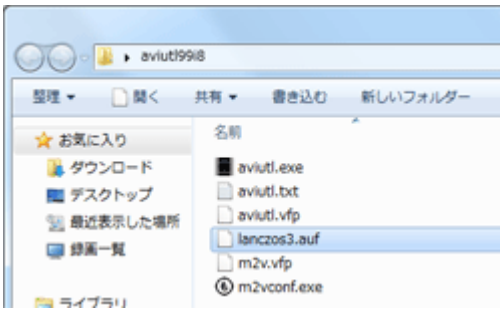 aviutl99i8
整理 開く 共有 書き込む 新しいフォルダー
お気に入り
ダウンロード
デスクトップ
最近表示した場所
録画一覧
ライブラリ
名前
aviutl.exe
aviutl.txt
aviutl.vfp
lanczos3.auf
m2v.vfp
m2vconf.exe